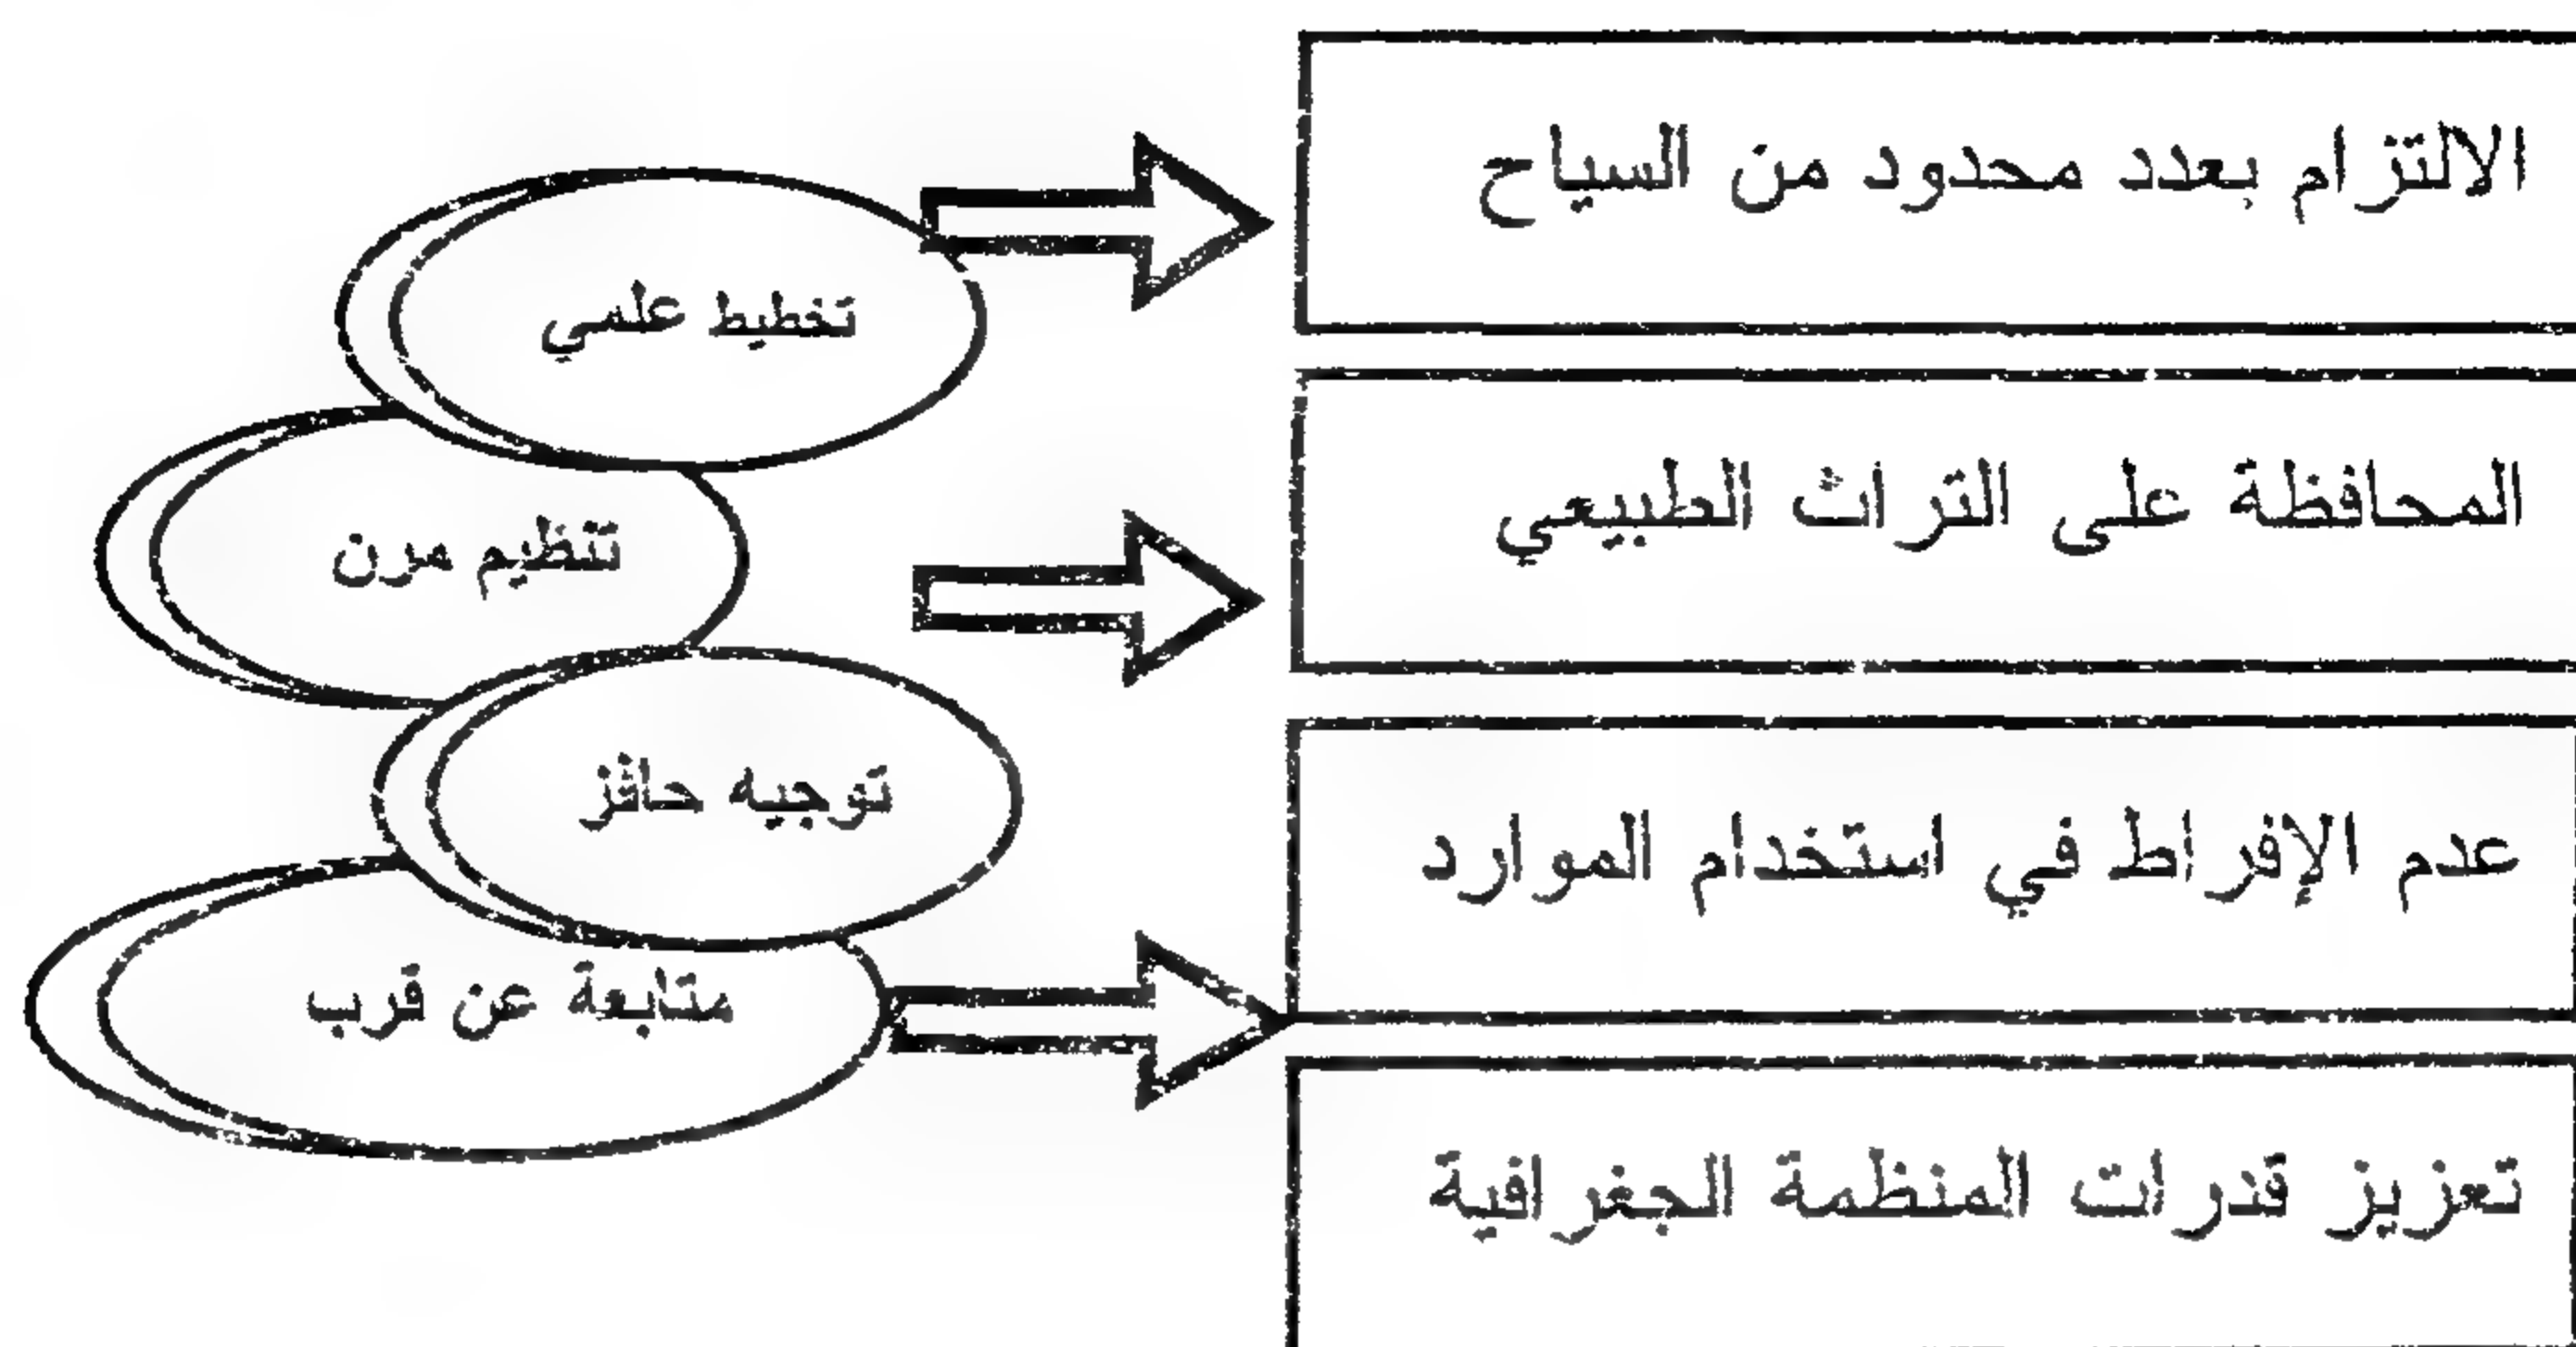 الالتزام بعدد محدود من السياح
تخطيط علمي
المحافظة على التراث الطبيعي
تنظيم مرن
عدم الإفراط في استخدام الموارد
توجيه حافز
متابعة عن قرب
تعزيز قدرات المنظمة الجغرافية